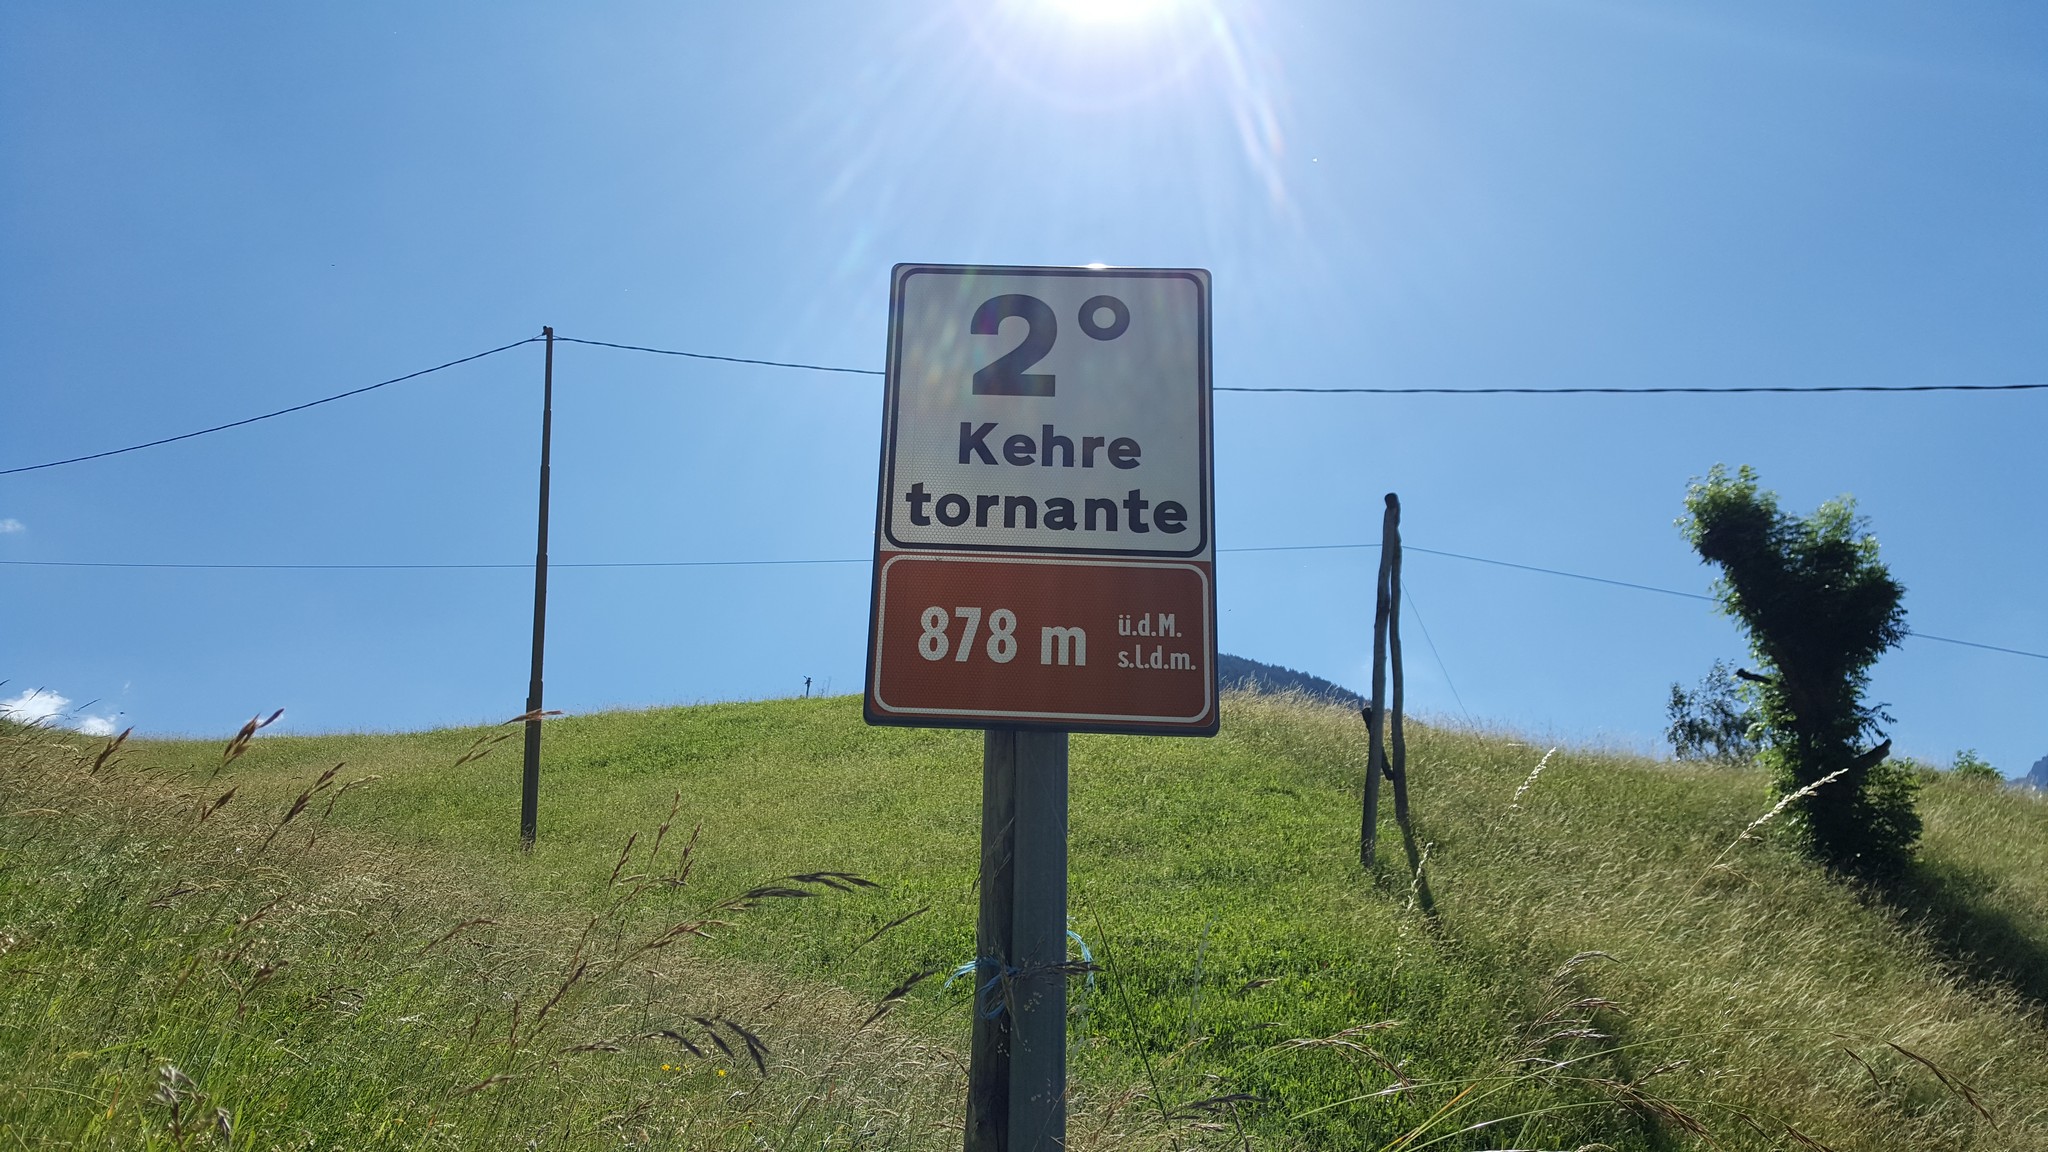 2°
Kehre
tornante
878 m
ü.d.M.
s.l.d.m.